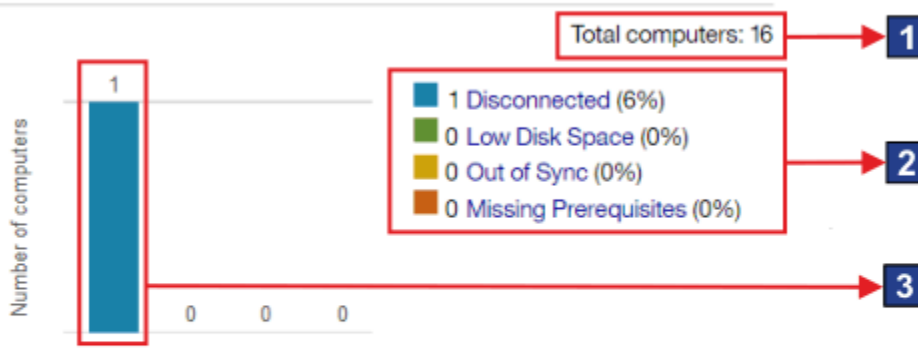 Total computers: 16
1
1
1 Disconnected (6%)
0 Low Disk Space (0%)
0 Out of Sync (0%)
2
0 Missing Prerequisites (0%)
Number of computers
3
0 0 0